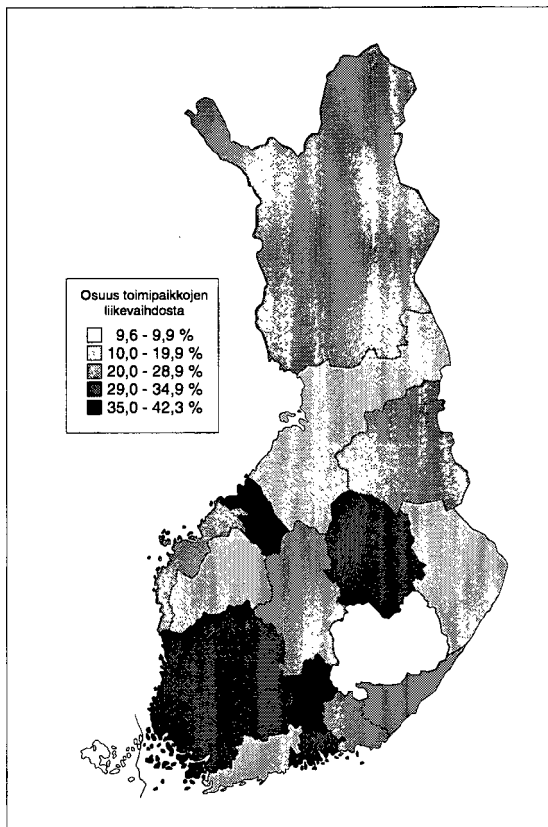 Osuus toimipaikkojen
liikevaihdosta
9,6 - 9,9 %
10,0 - 19,9 %
20,0 - 28,9 %
29,0 - 34,9 %
35,0 - 42,3 %